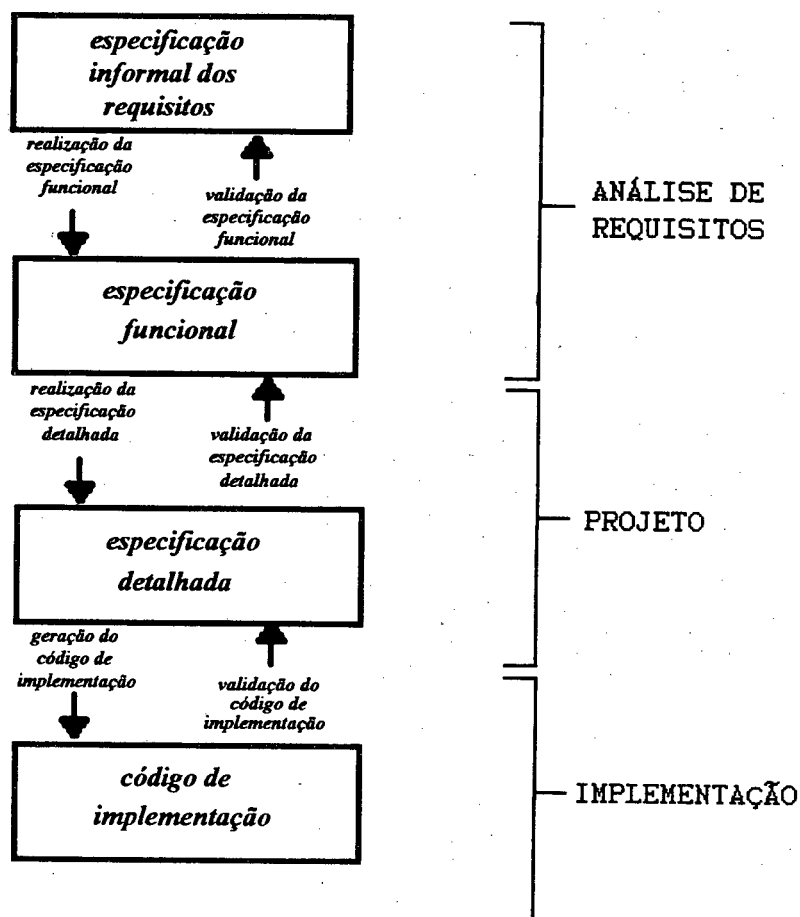 especificação
informal dos
requisitos
realização da
especificação
funcional
validação da
especificação
funcional
ANÁLISE DE
REQUISITOS
especificação
funcional
realização da
especificação
detalhada
validação da
especificação
detalhada
PROJETO
especificação
detalhada
geração do
código de
implementação
validação do
código de
implementação
código de
implementação
IMPLEMENTAÇÃO